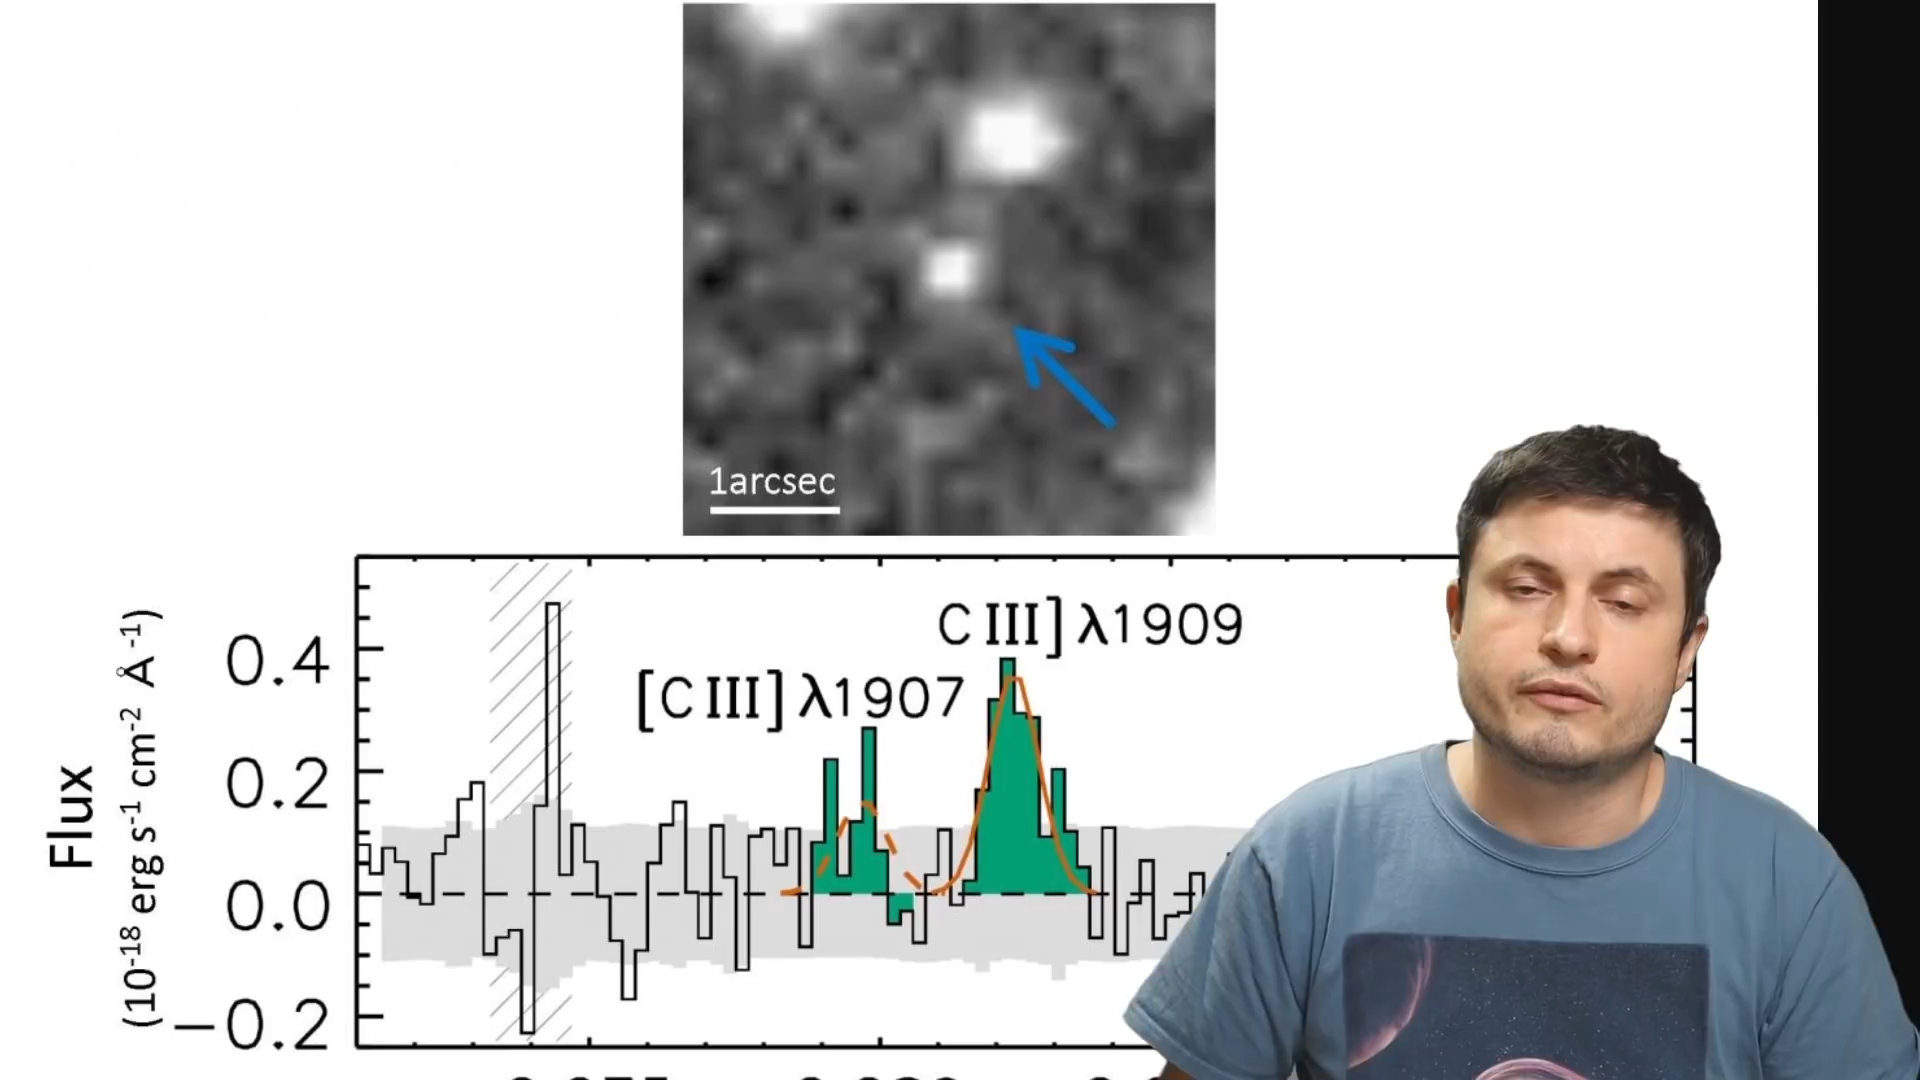 1arcsec
C III] λ1909
[C III] λ1907
Flux
(10-18 erg s-1 cm-2 Å-1)
0.4
0.2
0.0
−0.2